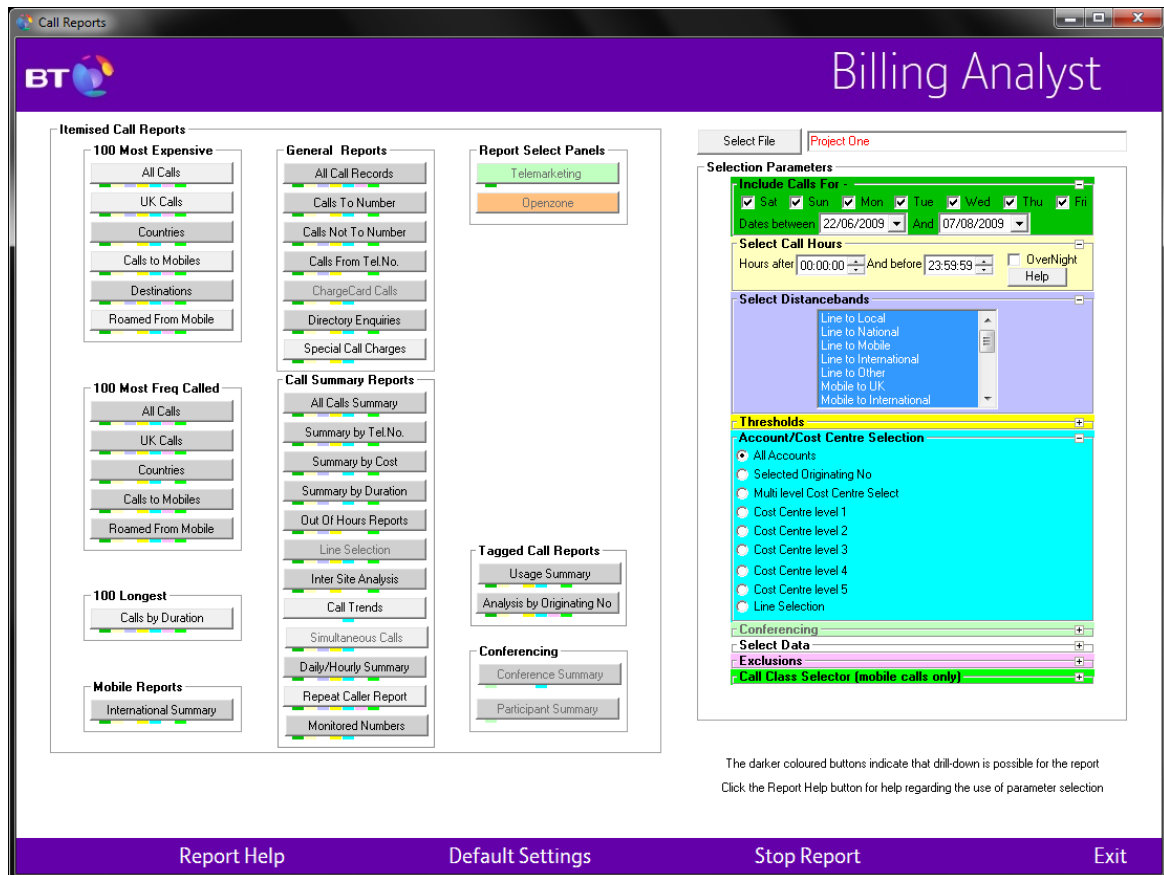 Call Reports
BT
Billing Analyst
Itemised Call Reports
100 Most Expensive
All Calls
UK Calls
Countries
Calls to Mobiles
Destinations
Roamed From Mobile
100 Most Freq Called
All Calls
UK Calls
Countries
Calls to Mobiles
Roamed From Mobile
100 Longest
Calls by Duration
Mobile Reports
International Summary
General Reports
All Call Records
Calls To Number
Calls Not To Number
Calls From Tel.No.
ChargeCard Calls
Directory Enquiries
Special Call Charges
Call Summary Reports
All Calls Summary
Summary by Tel.No.
Summary by Cost
Summary by Duration
Out Of Hours Reports
Line Selection
Inter Site Analysis
Call Trends
Simultaneous Calls
Daily/Hourly Summary
Repeat Caller Report
Monitored Numbers
Report Select Panels
Telemarketing
Openzone
Tagged Call Reports
Usage Summary
Analysis by Originating No
Conferencing
Conference Summary
Participant Summary
Select File Project One
Selection Parameters
Include Calls For -
Sat Sun Mon Tue Wed Thu Fri
Dates between 22/06/2009 And 07/08/2009
Select Call Hours
Hours after 00:00:00 And before 23:59:59 OverNight
Help
Select Distancebands
Line to Local
Line to National
Line to Mobile
Line to International
Line to Other
Mobile to UK
Mobile to International
Thresholds
Account/Cost Centre Selection
All Accounts
Selected Originating No
Multi level Cost Centre Select
Cost Centre level 1
Cost Centre level 2
Cost Centre level 3
Cost Centre level 4
Cost Centre level 5
Line Selection
Conferencing
Select Data
Exclusions
Call Class Selector (mobile calls only)
The darker coloured buttons indicate that drill-down is possible for the report
Click the Report Help button for help regarding the use of parameter selection
Report Help Default Settings Stop Report Exit